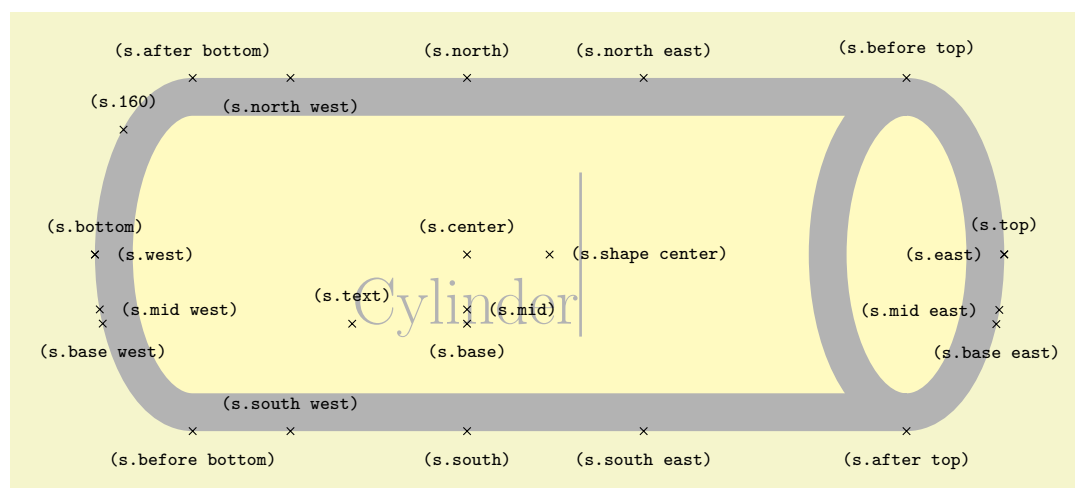 (s.after bottom) (s.north) (s.north east) (s.before top)
(s.160) (s.north west)
(s.bottom) (s.center) (s.top)
(s.west) (s.shape center) (s.east)
(s.text)
Cylinder
(s.mid west) (s.mid) (s.mid east)
(s.base west) (s.base) (s.base east)
(s.south west)
(s.before bottom) (s.south) (s.south east) (s.after top)